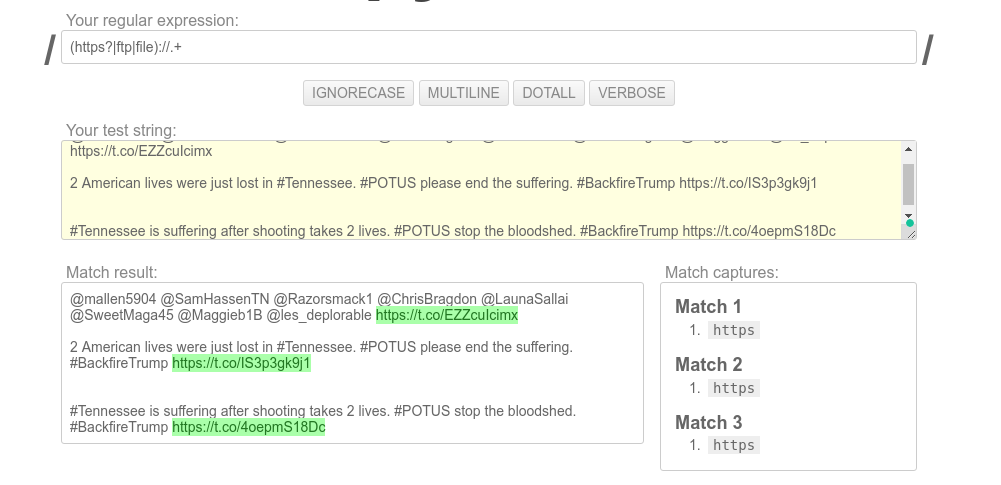 Your regular expression:
/ (https?|ftp|file)://.+ /
IGNORECASE MULTILINE DOTALL VERBOSE
Your test string:
https://t.co/EZZcuIcimx
2 American lives were just lost in #Tennessee. #POTUS please end the suffering. #BackfireTrump https://t.co/IS3p3gk9j1
#Tennessee is suffering after shooting takes 2 lives. #POTUS stop the bloodshed. #BackfireTrump https://t.co/4oepmS18Dc
Match result:
@mallen5904 @SamHassenTN @Razorsmack1 @ChrisBragdon @LaunaSallai
@SweetMaga45 @Maggieb1B @les_deplorable https://t.co/EZZcuIcimx
2 American lives were just lost in #Tennessee. #POTUS please end the suffering.
#BackfireTrump https://t.co/IS3p3gk9j1
#Tennessee is suffering after shooting takes 2 lives. #POTUS stop the bloodshed.
#BackfireTrump https://t.co/4oepmS18Dc
Match captures:
Match 1
1. https
Match 2
1. https
Match 3
1. https